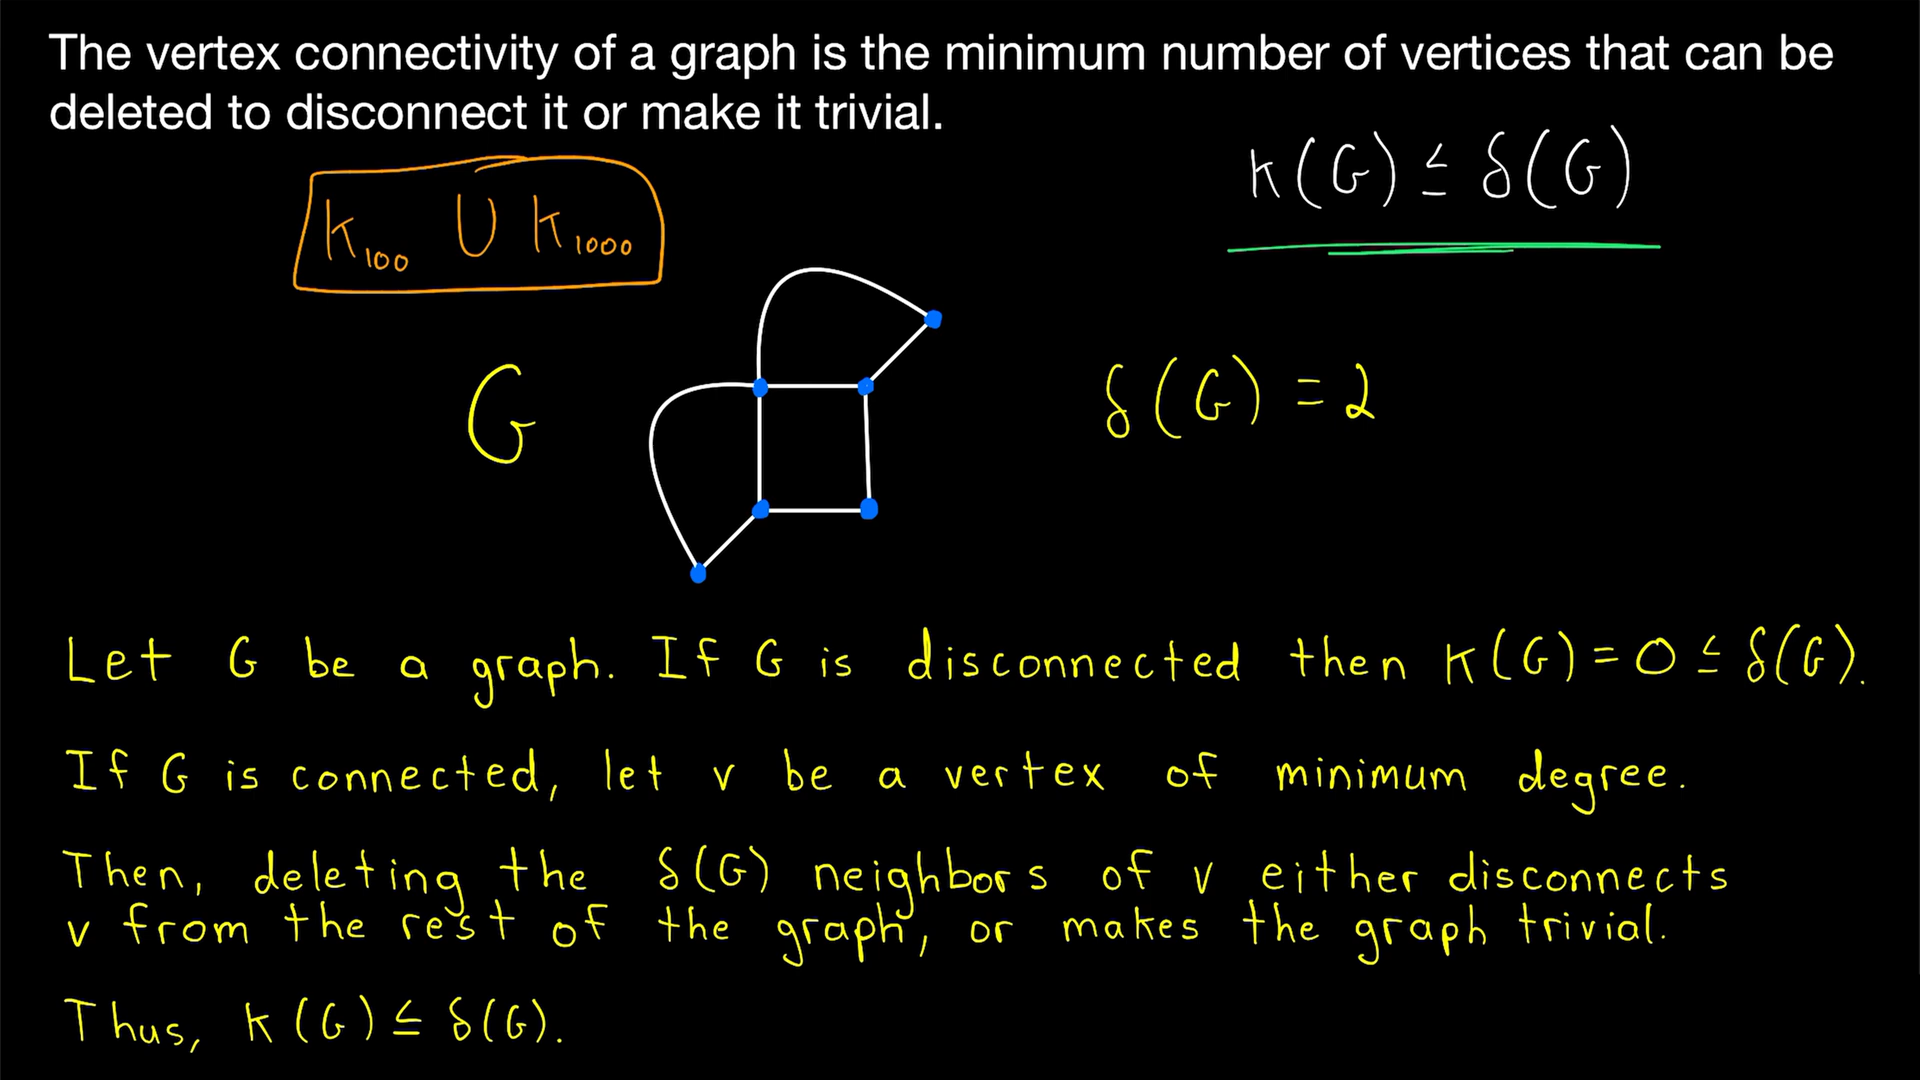 The vertex connectivity of a graph is the minimum number of vertices that can be
deleted to disconnect it or make it trivial.
κ(G) ≤ δ(G)
K₁₀₀ ∪ K₁₀₀₀
G
δ(G) = 2
Let G be a graph. If G is disconnected then κ(G) = 0 ≤ δ(G).
If G is connected, let v be a vertex of minimum degree.
Then, deleting the δ(G) neighbors of v either disconnects
v from the rest of the graph, or makes the graph trivial.
Thus, κ(G) ≤ δ(G).